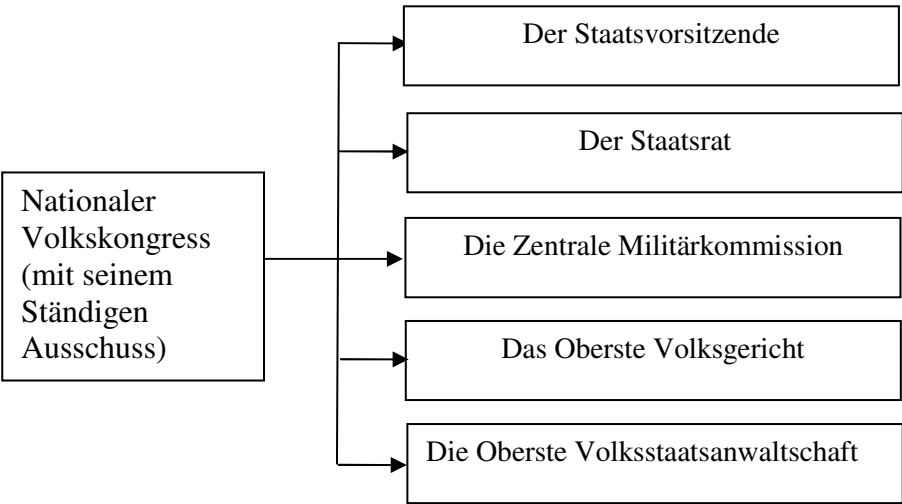 Der Staatsvorsitzende
Der Staatsrat
Nationaler
Volkskongress
(mit seinem
Ständigen
Ausschuss)
Die Zentrale Militärkommission
Das Oberste Volksgericht
Die Oberste Volksstaatsanwaltschaft